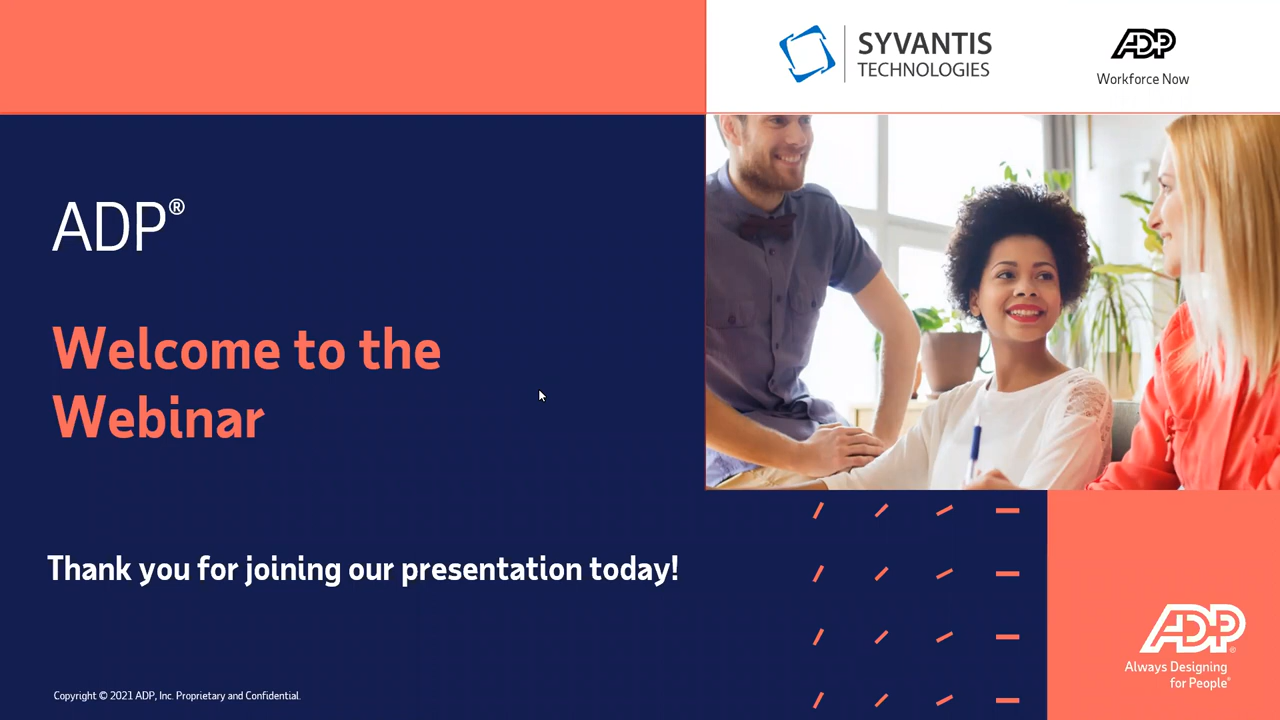 SYVANTIS
TECHNOLOGIES
ADP
Workforce Now
ADP®
Welcome to the
Webinar
Thank you for joining our presentation today!
ADP®
Always Designing
for People®
Copyright © 2021 ADP, Inc. Proprietary and Confidential.